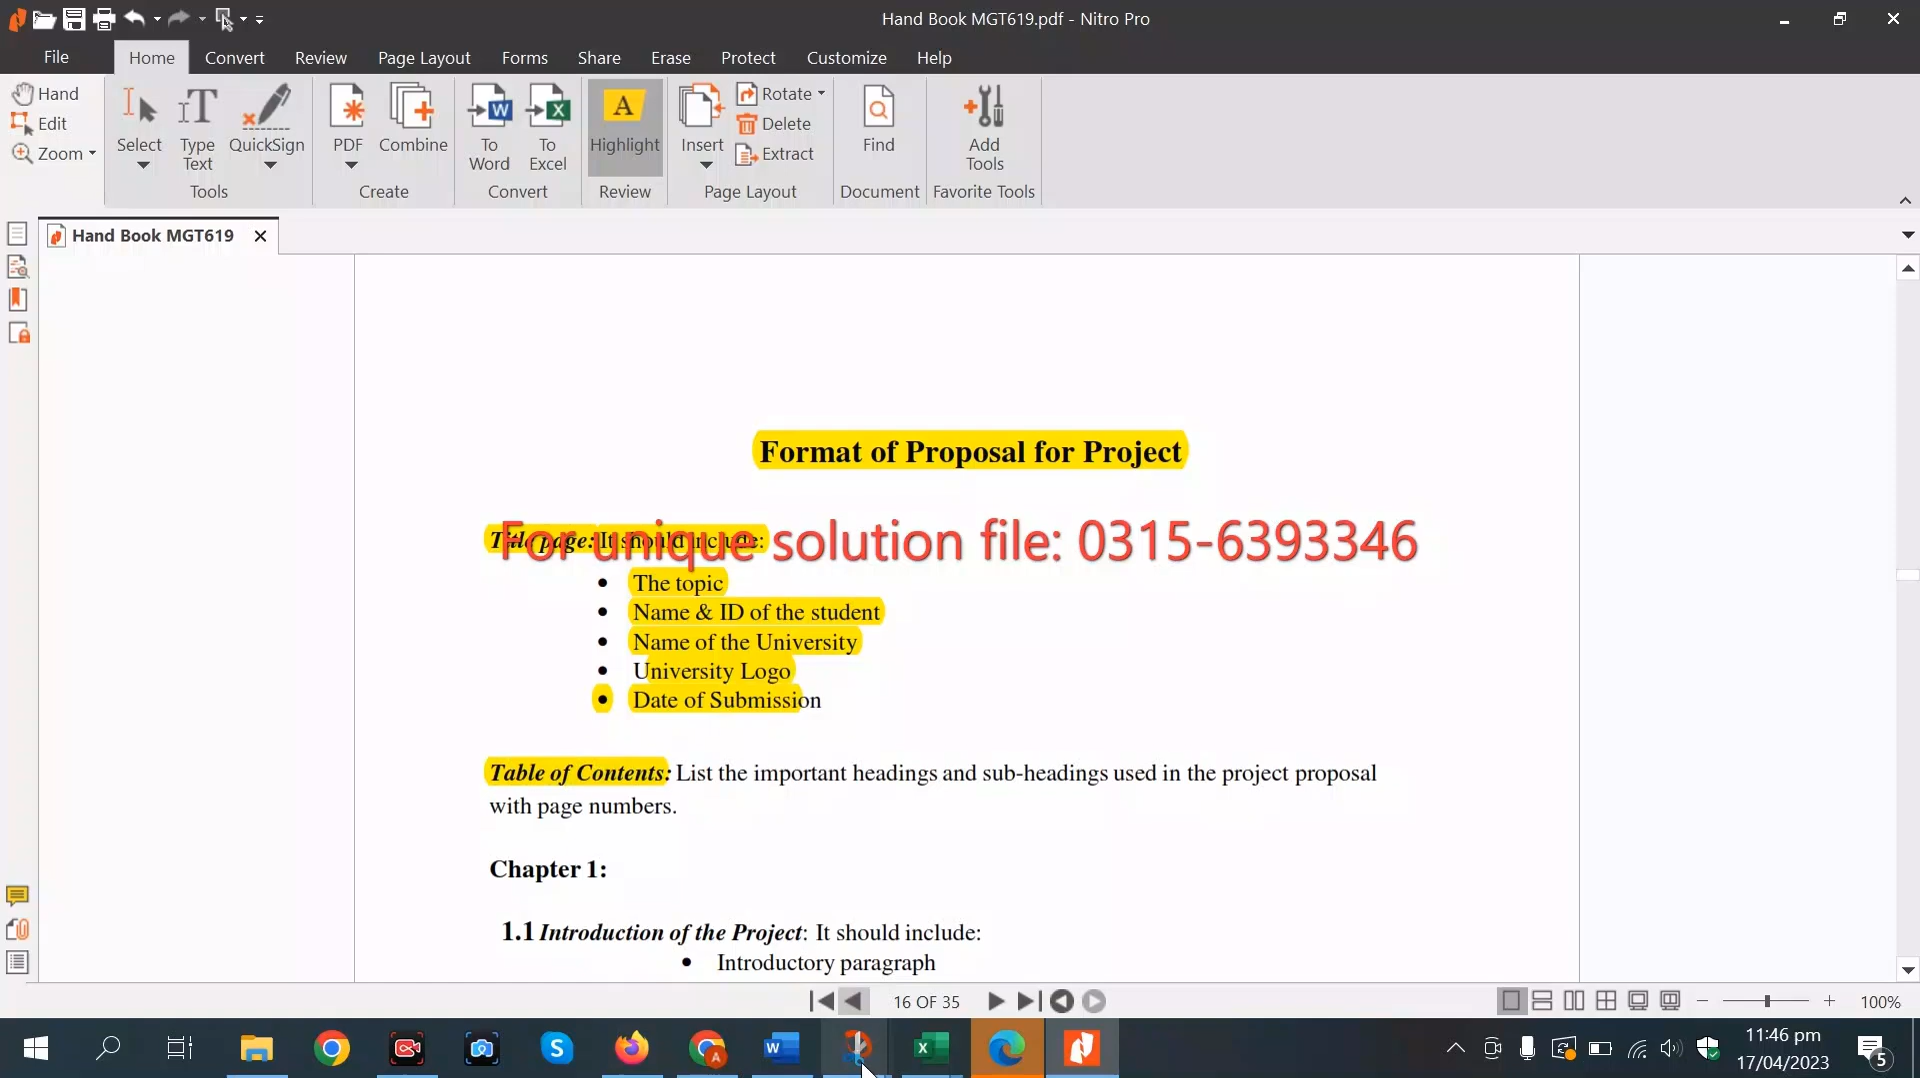 Hand Book MGT619.pdf - Nitro Pro
File
Home
Convert
Review
Page Layout
Forms
Share
Erase
Protect
Customize
Help
Hand
Edit
Zoom
Select
Type Text
QuickSign
Tools
PDF
Combine
Create
To Word
To Excel
Convert
Highlight
Review
Insert
Rotate
Delete
Extract
Page Layout
Find
Document
Add Tools
Favorite Tools
Hand Book MGT619
Format of Proposal for Project
Title page: It should include:
For unique solution file: 0315-6393346
• The topic
• Name & ID of the student
• Name of the University
• University Logo
• Date of Submission
Table of Contents: List the important headings and sub-headings used in the project proposal
with page numbers.
Chapter 1:
1.1 Introduction of the Project: It should include:
• Introductory paragraph
16 OF 35
100%
11:46 pm
17/04/2023
5